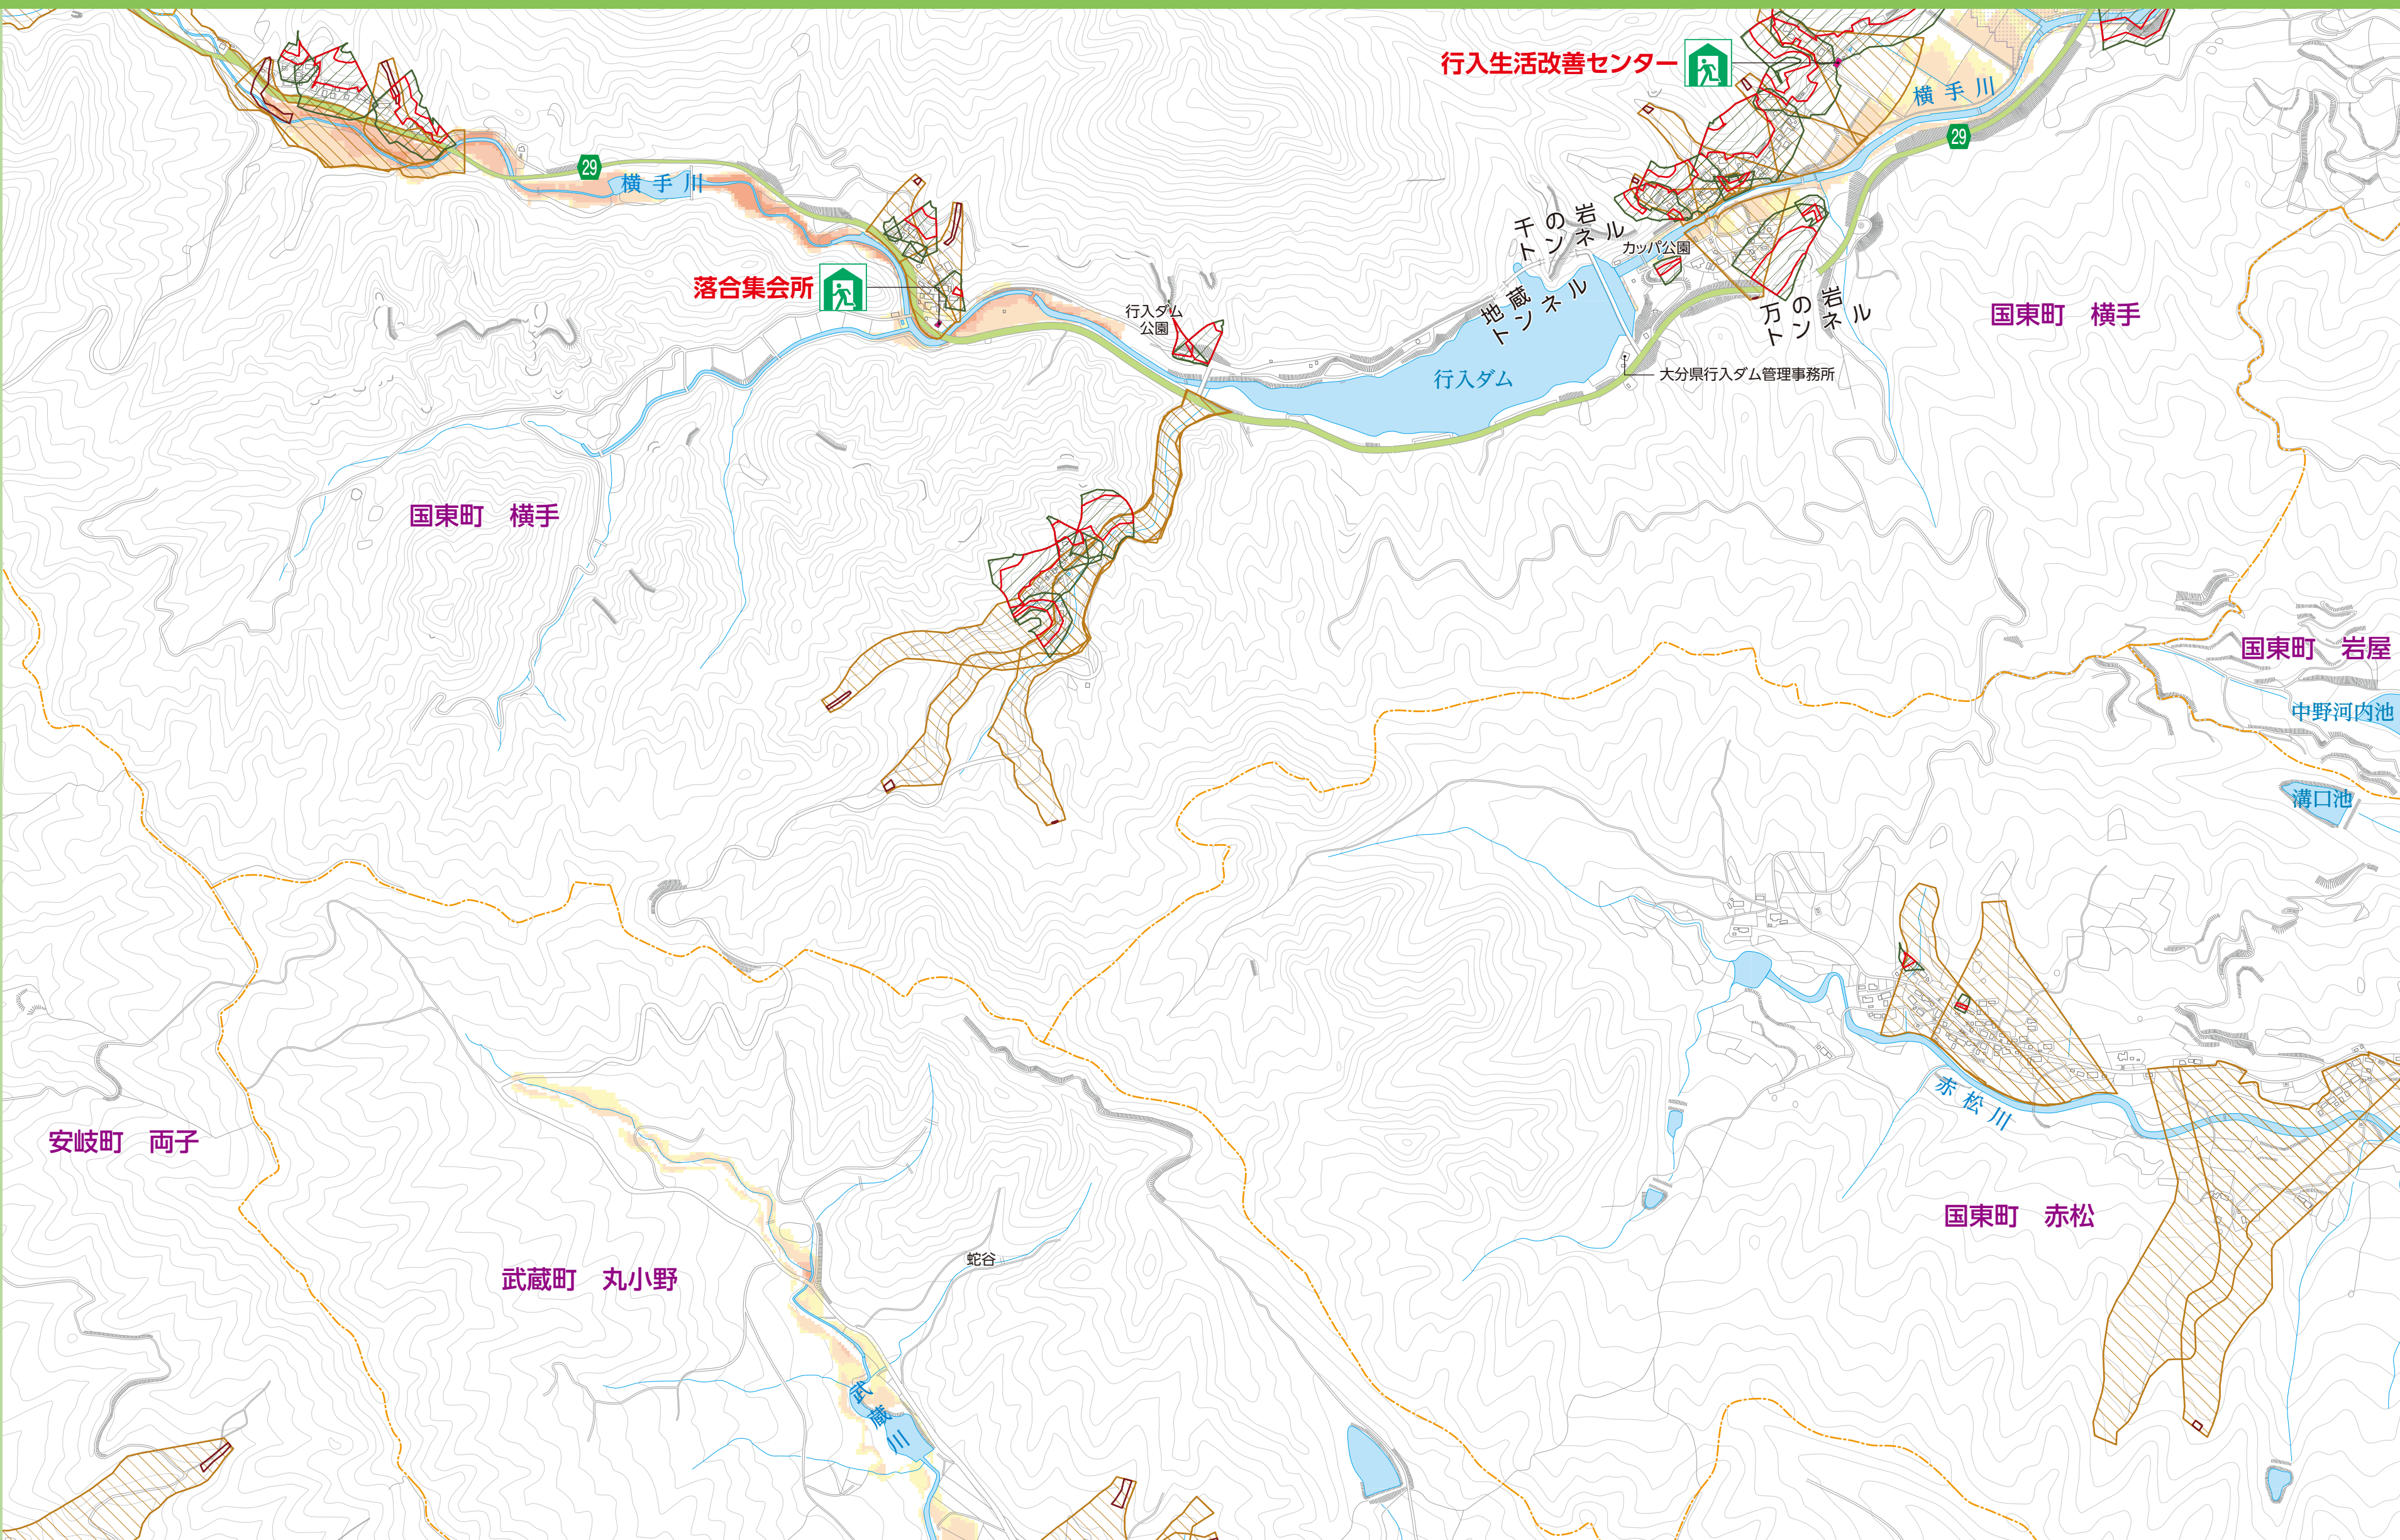 行入生活改善センター
横手川
29
29
横手川
千の岩
トンネル
カッパ公園
落合集会所
地蔵
トンネル
万の岩
トンネル
行入ダム
公園
国東町 横手
行入ダム
大分県行入ダム管理事務所
国東町 横手
国東町 岩屋
中野河内池
溝口池
赤松川
安岐町 両子
国東町 赤松
蛇谷
武蔵町 丸小野
武蔵川